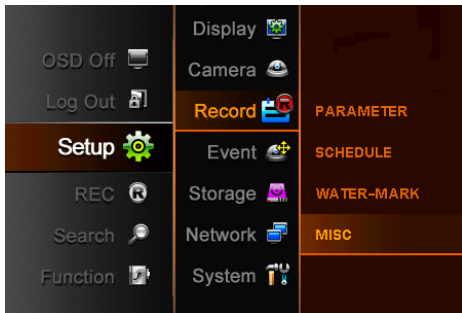 OSD Off
Log Out
Setup
REC
Search
Function
Display
Camera
Record
Event
Storage
Network
System
PARAMETER
SCHEDULE
WATER-MARK
MISC